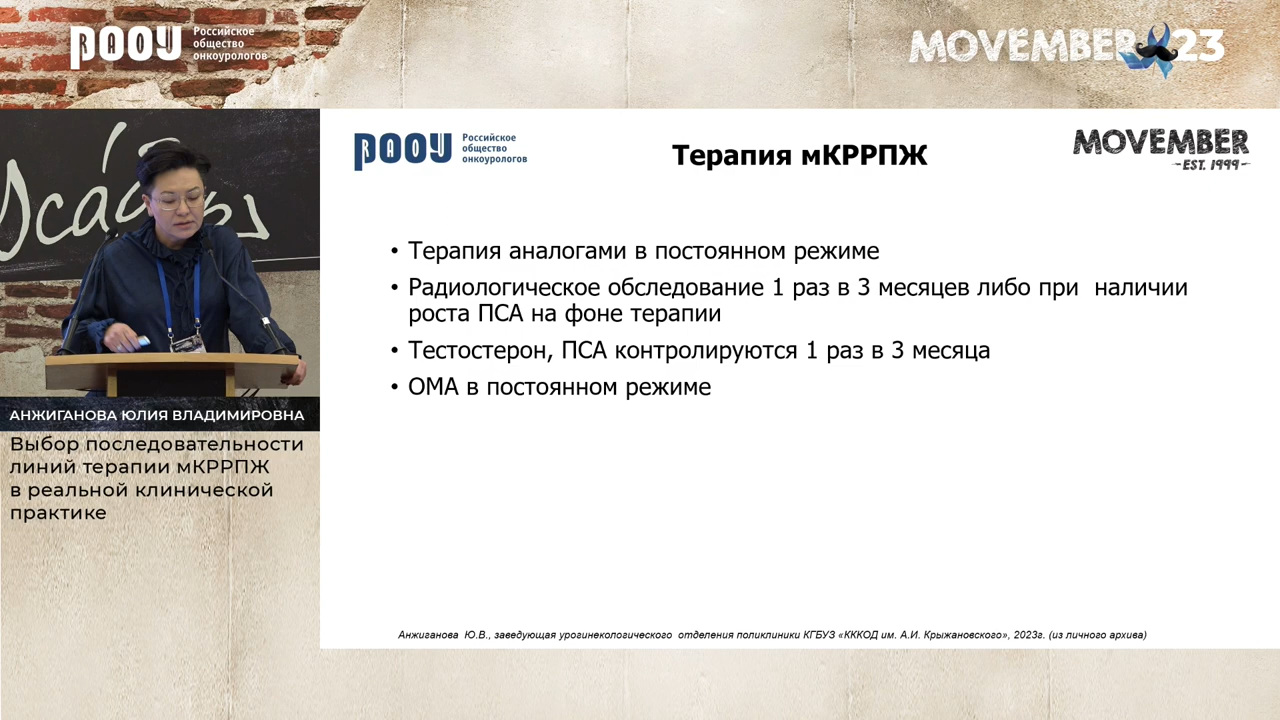 РООУ
Российское
общество
онкоурологов
MOVEMBER 23
РООУ
Российское
общество
онкоурологов
Терапия мКРРПЖ
MOVEMBER
EST. 1999
• Терапия аналогами в постоянном режиме
• Радиологическое обследование 1 раз в 3 месяцев либо при наличии
роста ПСА на фоне терапии
• Тестостерон, ПСА контролируются 1 раз в 3 месяца
• ОМА в постоянном режиме
АНЖИГАНОВА ЮЛИЯ ВЛАДИМИРОВНА
Выбор последовательности
линий терапии мКРРПЖ
в реальной клинической
практике
Анжиганова Ю.В., заведующая урогинекологического отделения поликлиники КГБУЗ «КККОД им. А.И. Крыжановского», 2023г. (из личного архива)